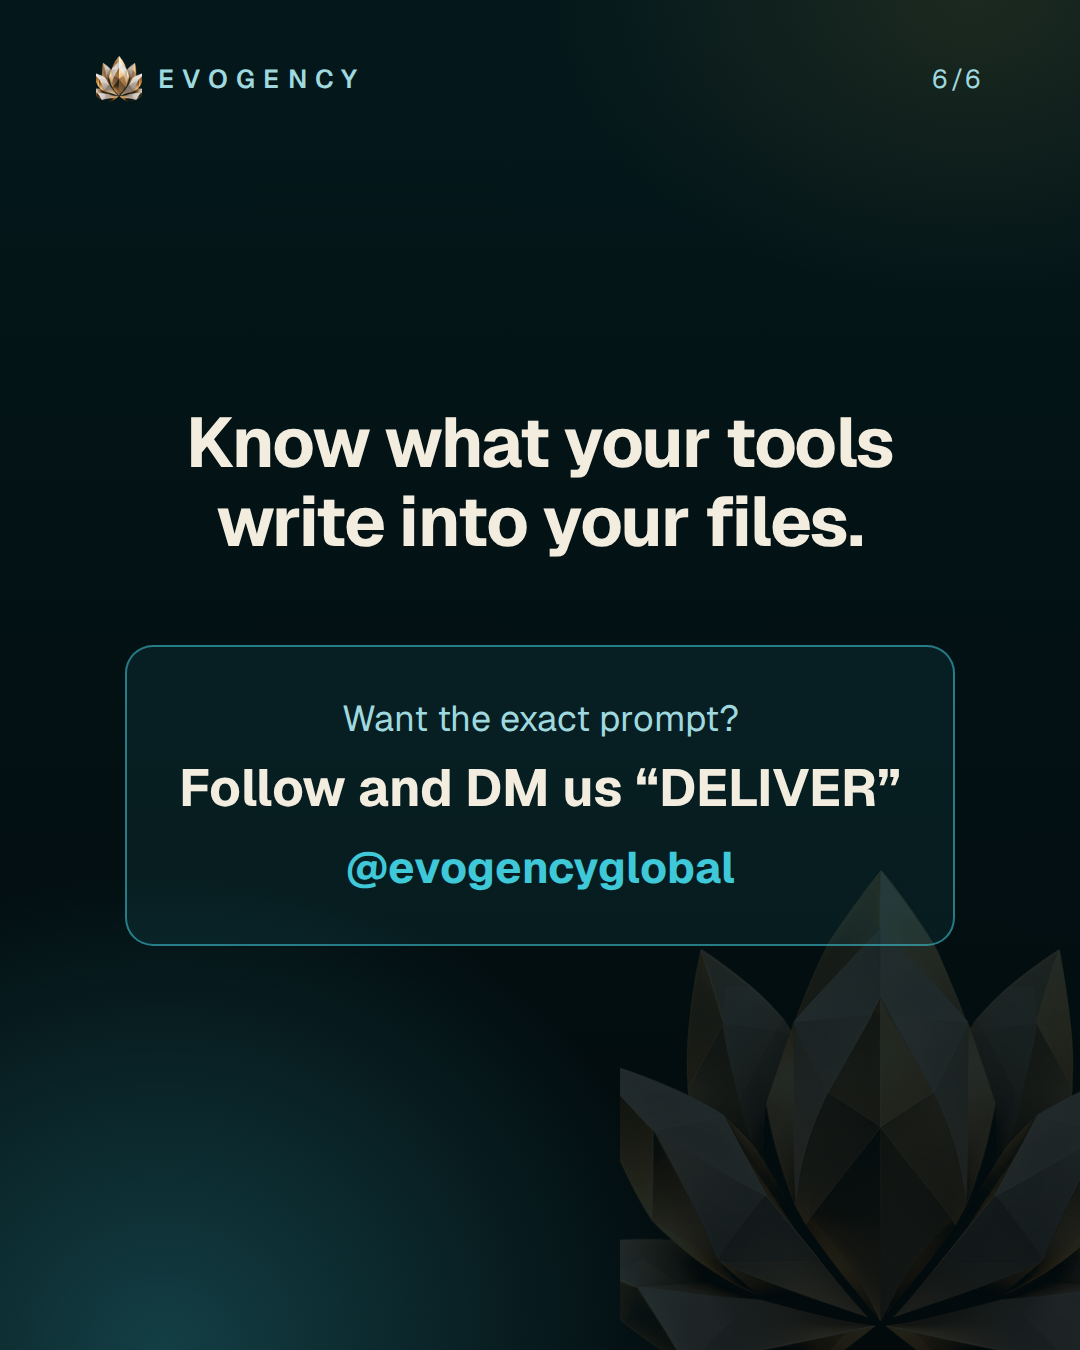 EVOGENCY
6/6
Know what your tools
write into your files.
Want the exact prompt?
Follow and DM us “DELIVER”
@evogencyglobal